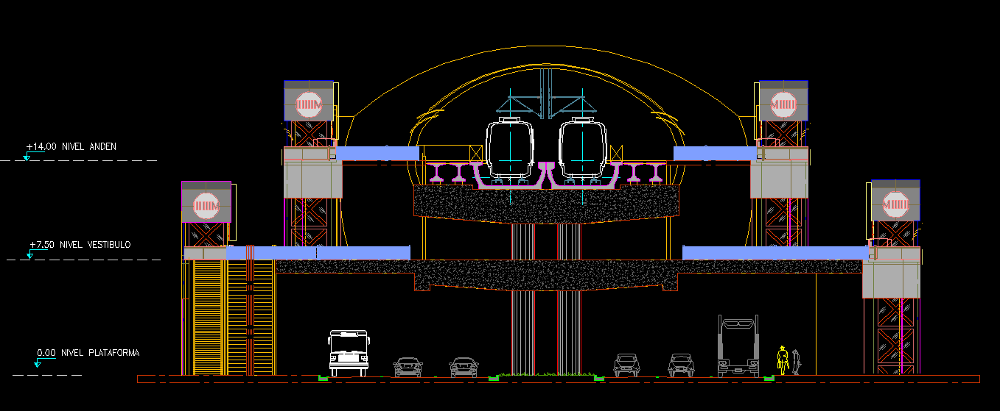 +14.00 NIVEL ANDEN
+7.50 NIVEL VESTIBULO
0.00 NIVEL PLATAFORMA